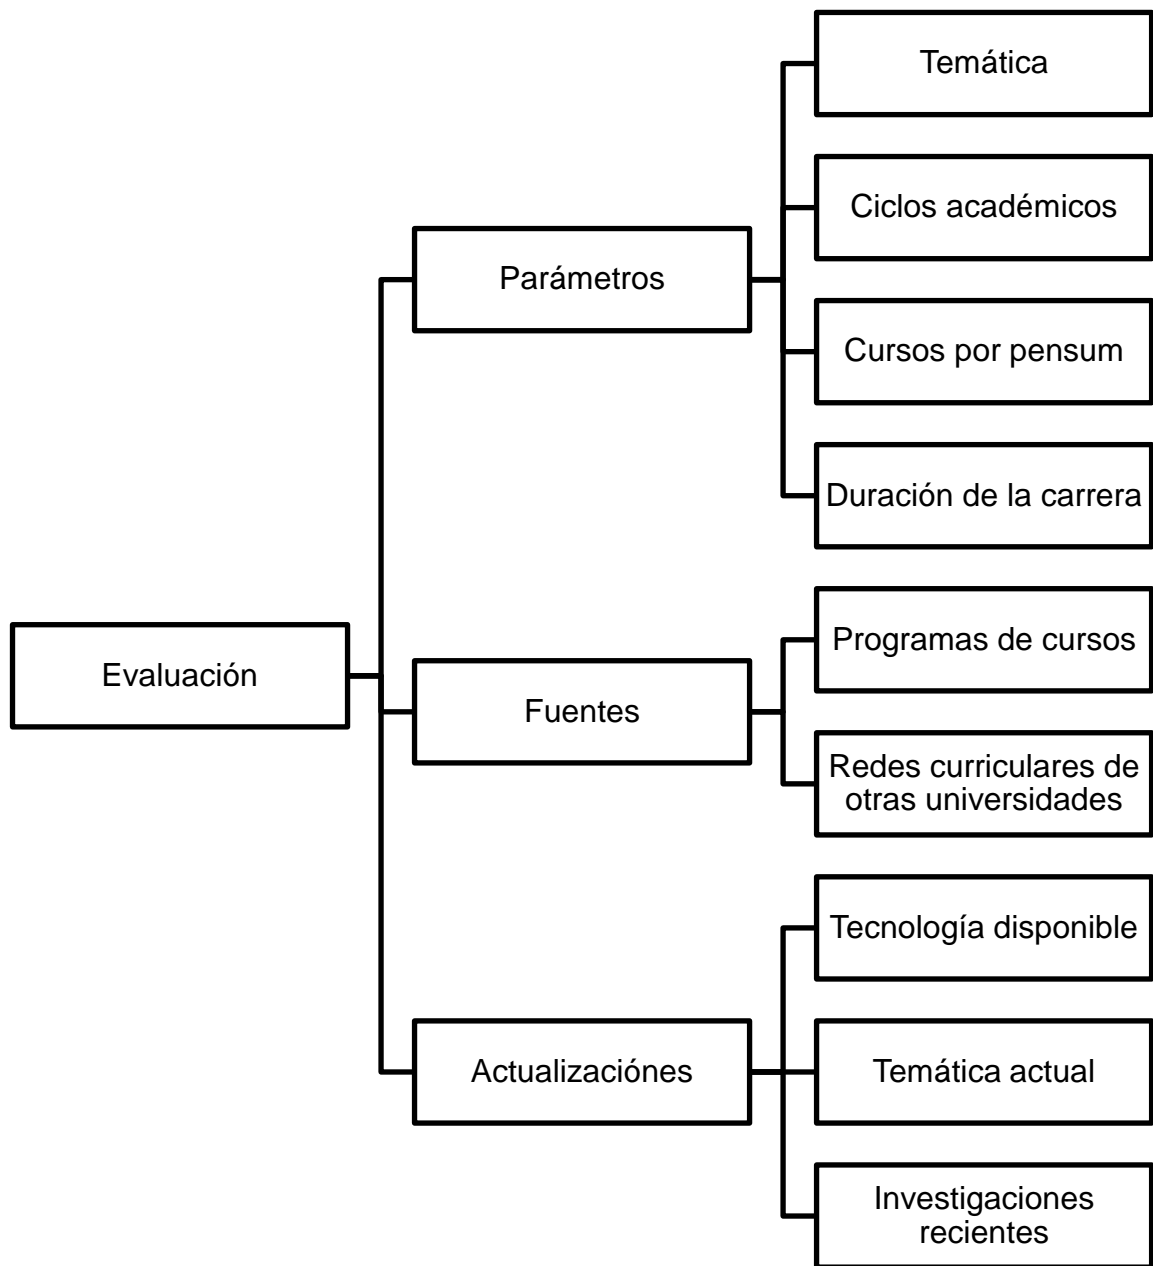 Evaluación
Parámetros
Temática
Ciclos académicos
Cursos por pensum
Duración de la carrera
Fuentes
Programas de cursos
Redes curriculares de
otras universidades
Actualizaciónes
Tecnología disponible
Temática actual
Investigaciones
recientes